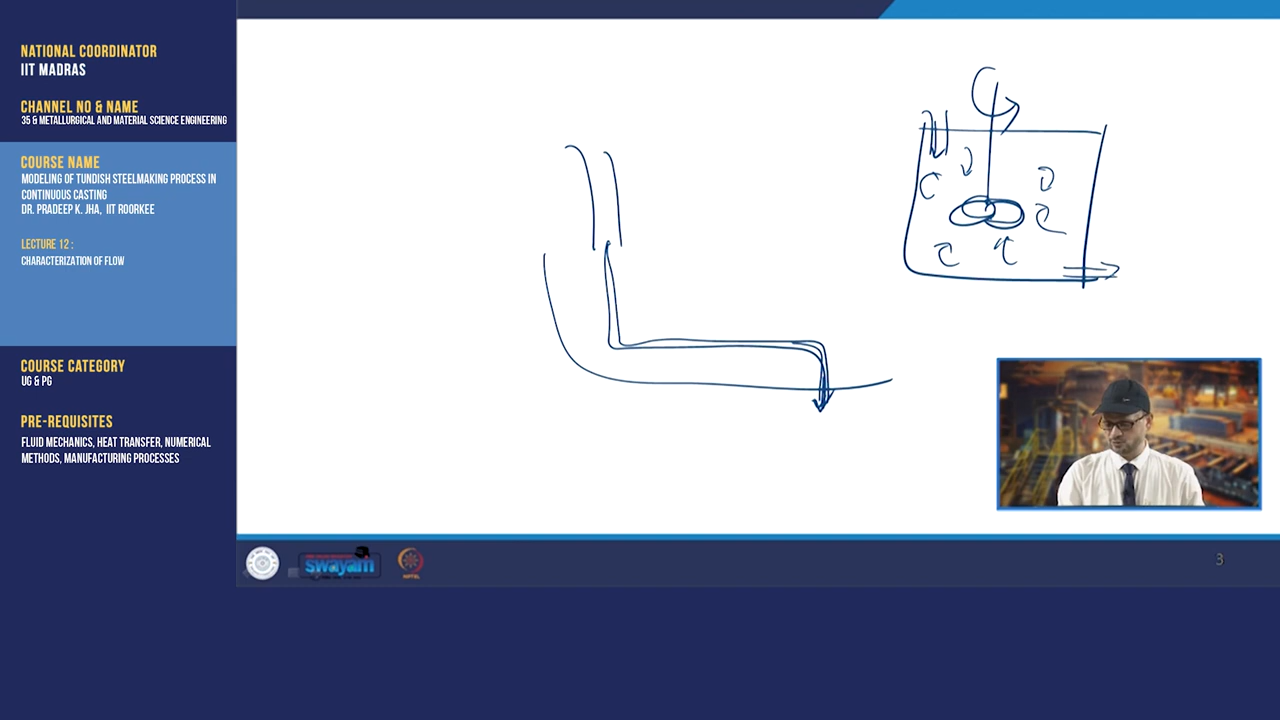 NATIONAL COORDINATOR
IIT MADRAS
CHANNEL NO & NAME
35 & METALLURGICAL AND MATERIAL SCIENCE ENGINEERING
COURSE NAME
MODELING OF TUNDISH STEELMAKING PROCESS IN
CONTINUOUS CASTING
DR. PRADEEP K. JHA, IIT ROORKEE
LECTURE 12 :
CHARACTERIZATION OF FLOW
COURSE CATEGORY
UG & PG
PRE-REQUISITES
FLUID MECHANICS, HEAT TRANSFER, NUMERICAL
METHODS, MANUFACTURING PROCESSES
swayam
3